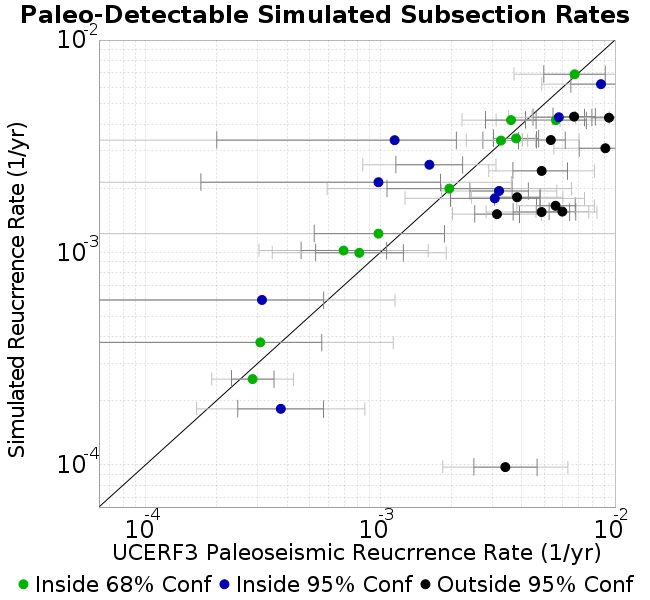 Paleo-Detectable Simulated Subsection Rates
10-2
10-3
10-4
Simulated Reucrrence Rate (1/yr)
10-4 10-3 10-2
UCERF3 Paleoseismic Reucrrence Rate (1/yr)
Inside 68% Conf Inside 95% Conf Outside 95% Conf